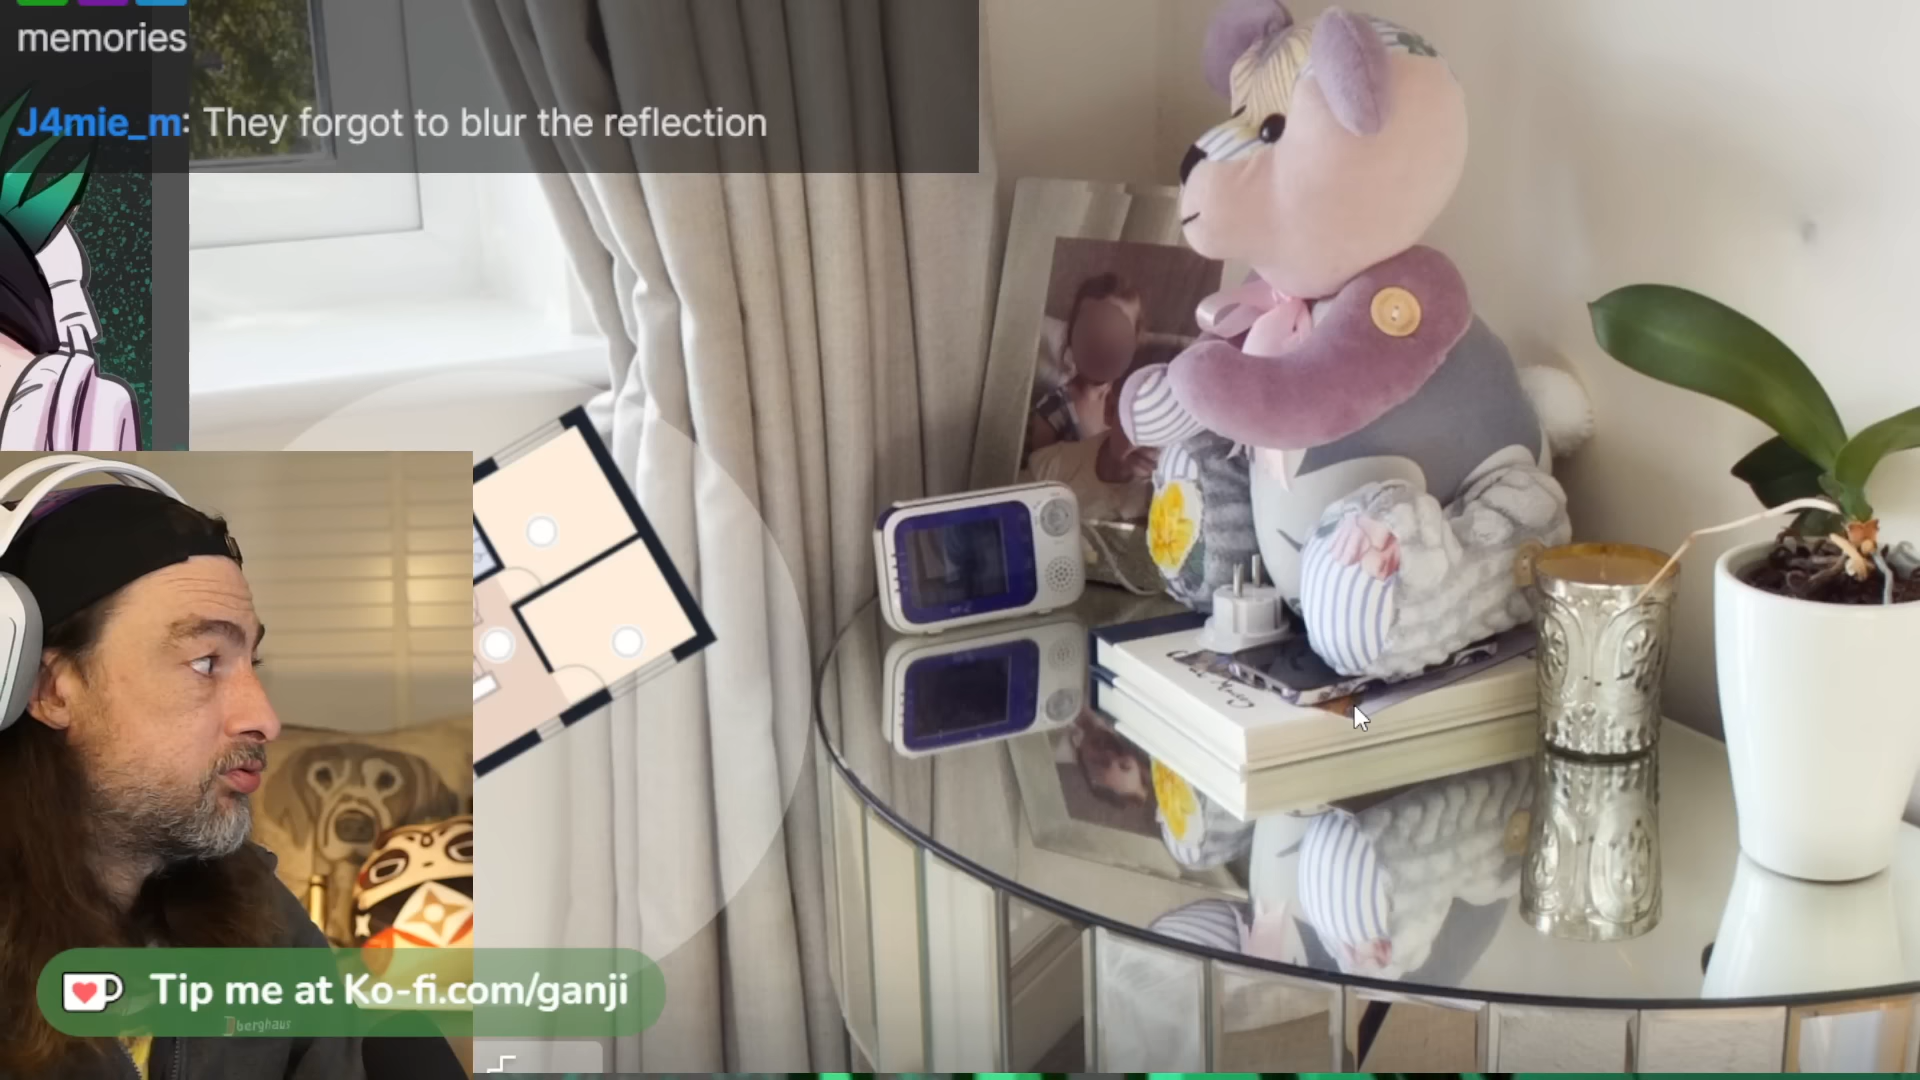 memories
J4mie_m: They forgot to blur the reflection
Tip me at Ko-fi.com/ganji
berghaus